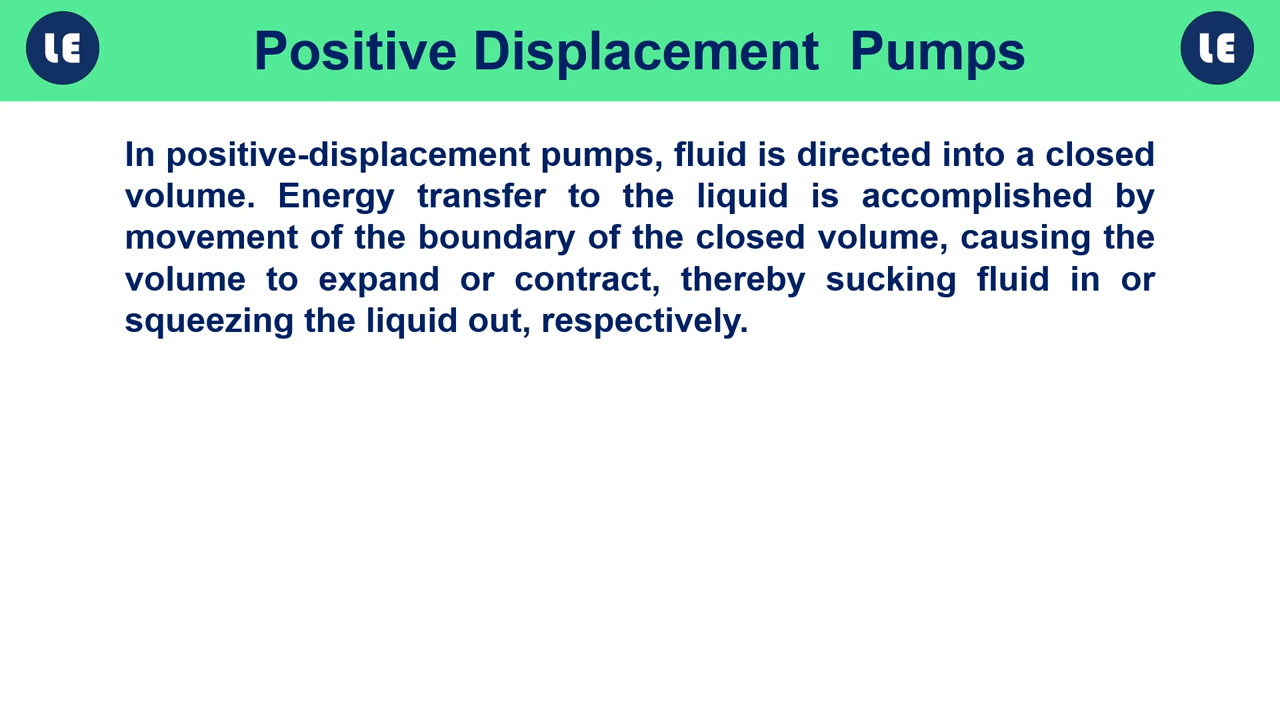 LE Positive Displacement  Pumps LE
In positive-displacement pumps, fluid is directed into a closed
volume. Energy transfer to the liquid is accomplished by
movement of the boundary of the closed volume, causing the
volume to expand or contract, thereby sucking fluid in or
squeezing the liquid out, respectively.